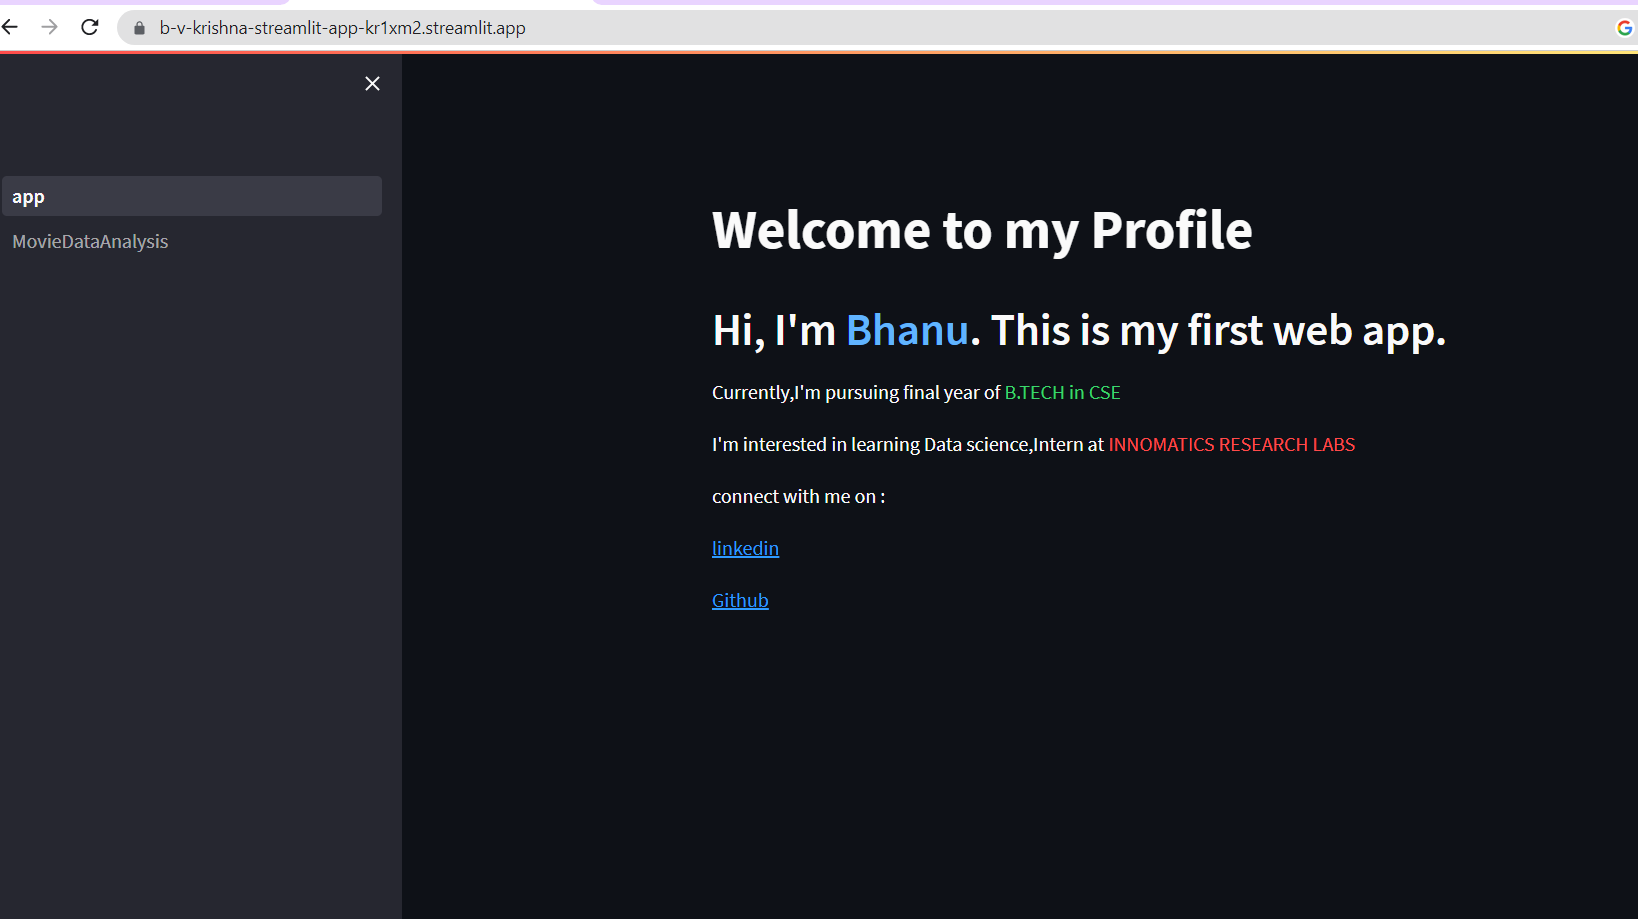 b-v-krishna-streamlit-app-kr1xm2.streamlit.app
app
MovieDataAnalysis
Welcome to my Profile
Hi, I'm Bhanu. This is my first web app.
Currently,I'm pursuing final year of B.TECH in CSE
I'm interested in learning Data science,Intern at INNOMATICS RESEARCH LABS
connect with me on :
linkedin
Github